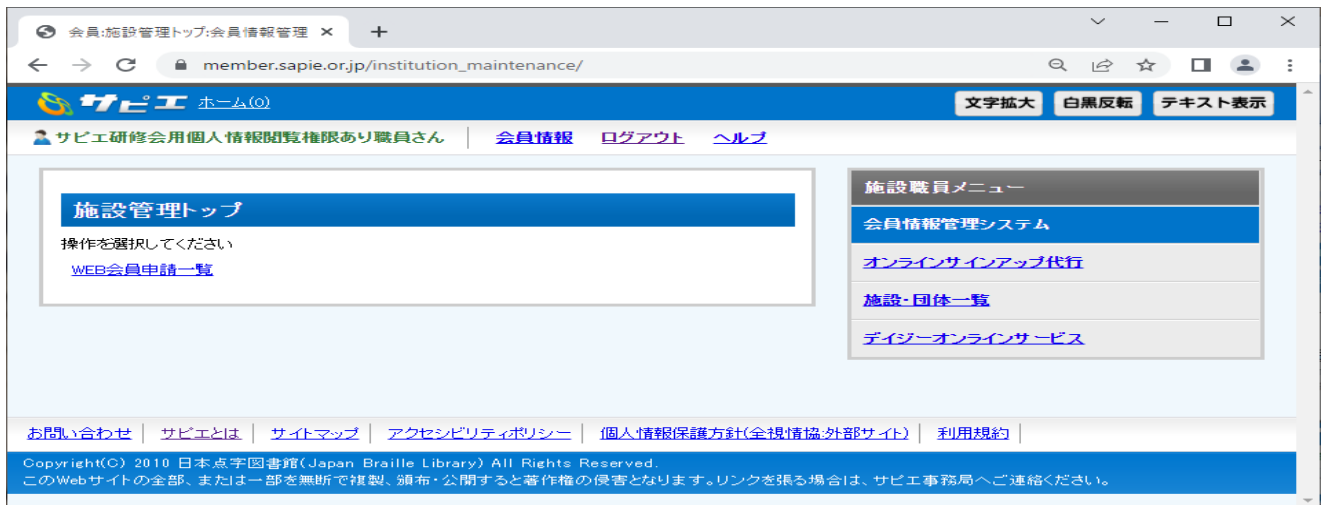 会員:施設管理トップ:会員情報管理
member.sapie.or.jp/institution_maintenance/
サピエ ホーム(0) 文字拡大 白黒反転 テキスト表示
サピエ研修会用個人情報閲覧権限あり職員さん 会員情報 ログアウト ヘルプ
施設管理トップ
操作を選択してください
WEB会員申請一覧
施設職員メニュー
会員情報管理システム
オンラインサインアップ代行
施設・団体一覧
デイジーオンラインサービス
お問い合わせ サピエとは サイトマップ アクセシビリティポリシー 個人情報保護方針(全視情協:外部サイト) 利用規約
Copyright(C) 2010 日本点字図書館(Japan Braille Library) All Rights Reserved.
このWebサイトの全部、または一部を無断で複製、頒布・公開すると著作権の侵害となります。リンクを張る場合は、サピエ事務局へご連絡ください。